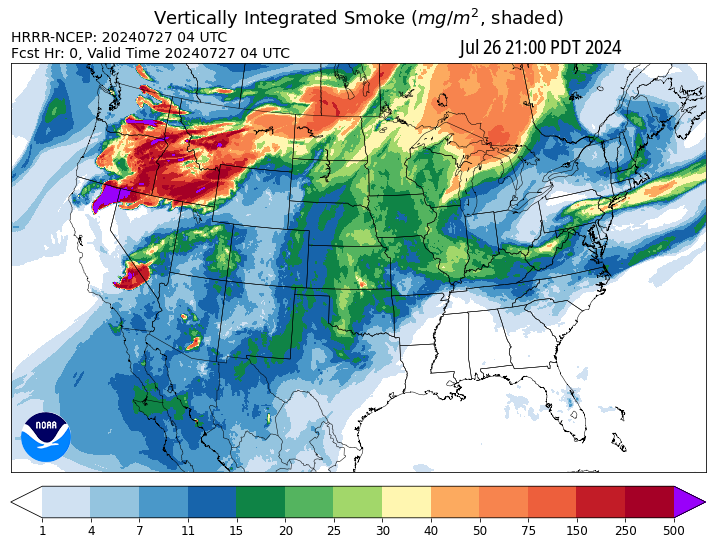 Vertically Integrated Smoke (mg/m², shaded)
HRRR-NCEP: 20240727 04 UTC
Fcst Hr: 0, Valid Time 20240727 04 UTC
Jul 26 21:00 PDT 2024
NOAA
1 4 7 11 15 20 25 30 40 50 75 150 250 500